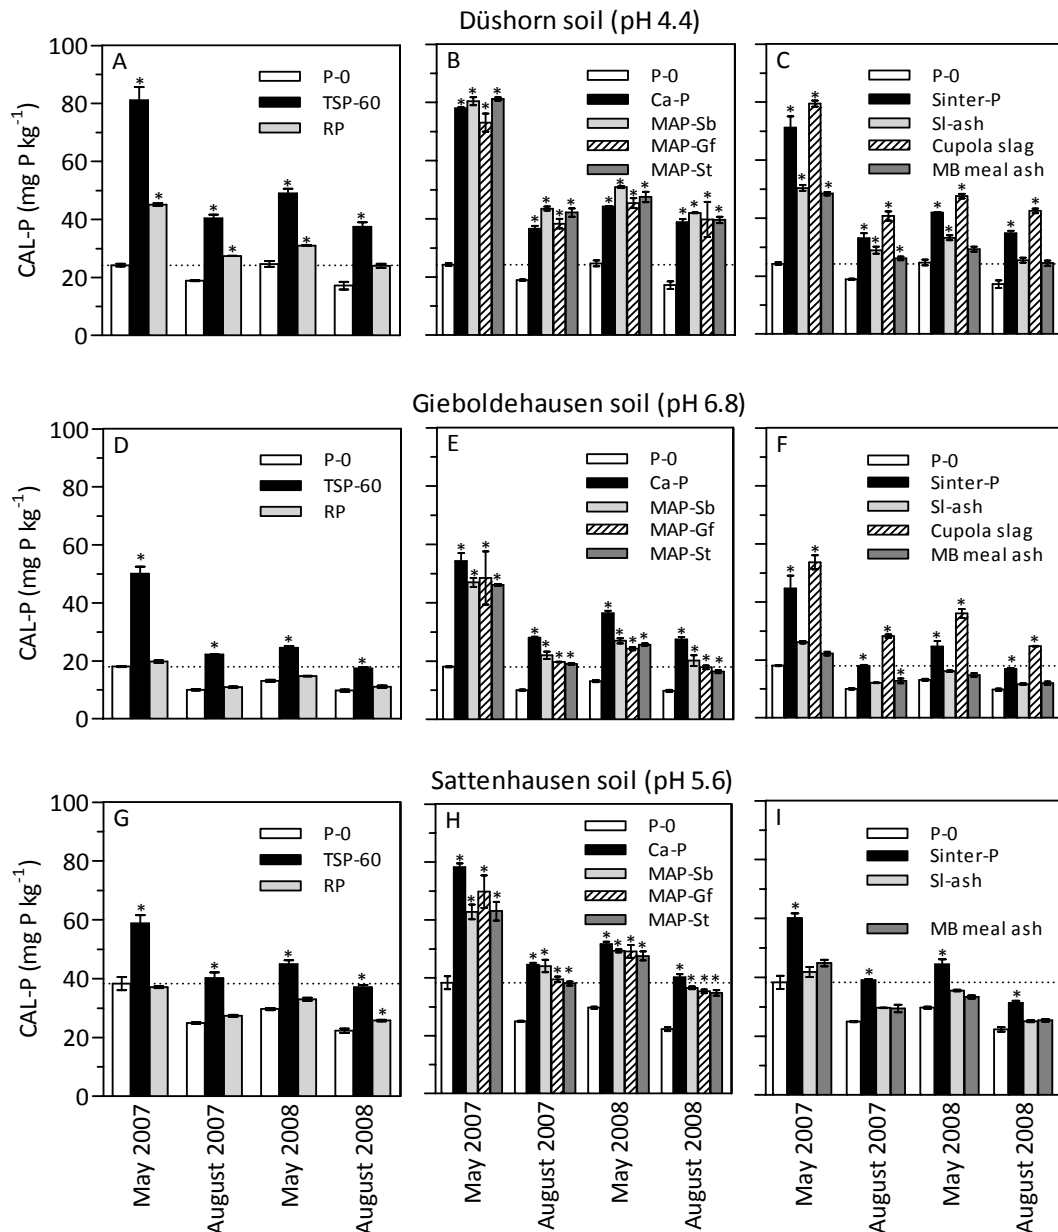 Düshorn soil (pH 4.4)
A
P-0
TSP-60
RP
B
P-0
Ca-P
MAP-Sb
MAP-Gf
MAP-St
C
P-0
Sinter-P
Sl-ash
Cupola slag
MB meal ash
CAL-P (mg P kg⁻¹)
100
80
60
40
20
0
Gieboldehausen soil (pH 6.8)
D
P-0
TSP-60
RP
E
P-0
Ca-P
MAP-Sb
MAP-Gf
MAP-St
F
P-0
Sinter-P
Sl-ash
Cupola slag
MB meal ash
CAL-P (mg P kg⁻¹)
100
80
60
40
20
0
Sattenhausen soil (pH 5.6)
G
P-0
TSP-60
RP
H
P-0
Ca-P
MAP-Sb
MAP-Gf
MAP-St
I
P-0
Sinter-P
Sl-ash
MB meal ash
CAL-P (mg P kg⁻¹)
100
80
60
40
20
0
May 2007
August 2007
May 2008
August 2008
May 2007
August 2007
May 2008
August 2008
May 2007
August 2007
May 2008
August 2008